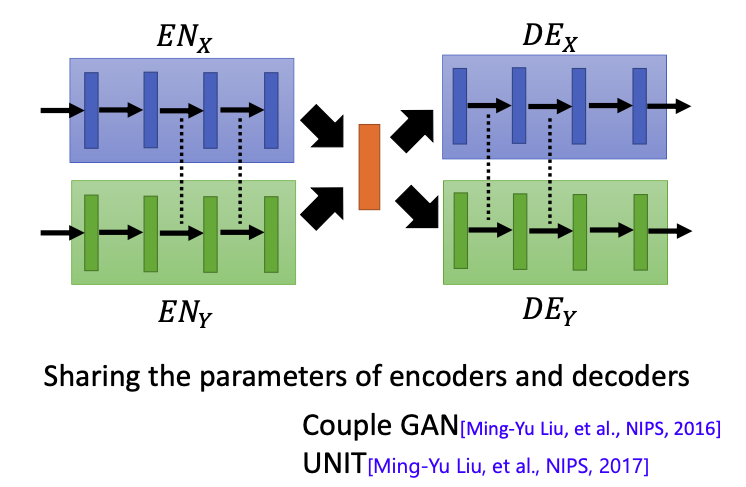 EN_X DE_X
EN_Y DE_Y
Sharing the parameters of encoders and decoders
Couple GAN[Ming-Yu Liu, et al., NIPS, 2016]
UNIT[Ming-Yu Liu, et al., NIPS, 2017]